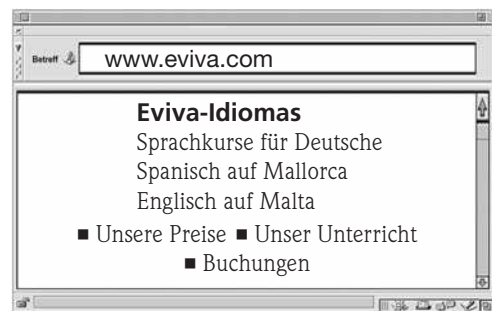 Betreff www.eviva.com
Eviva-Idiomas
Sprachkurse für Deutsche
Spanisch auf Mallorca
Englisch auf Malta
■ Unsere Preise ■ Unser Unterricht
■ Buchungen